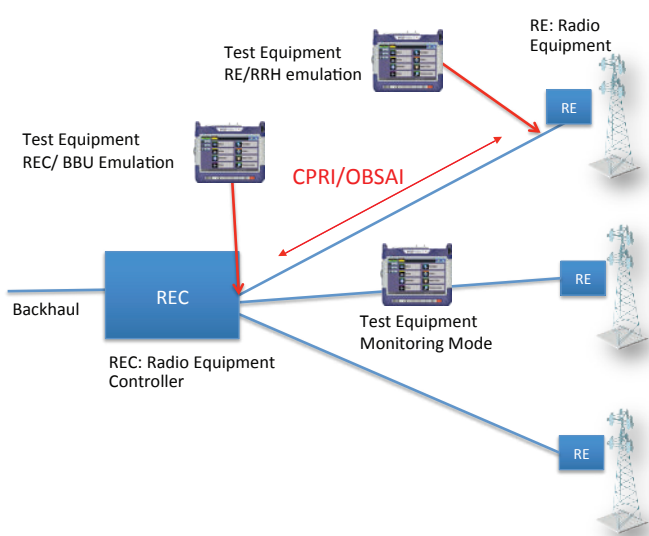 Test Equipment
RE/RRH emulation
RE: Radio
Equipment
RE
Test Equipment
REC/ BBU Emulation
CPRI/OBSAI
REC
Backhaul
RE
Test Equipment
Monitoring Mode
REC: Radio Equipment
Controller
RE